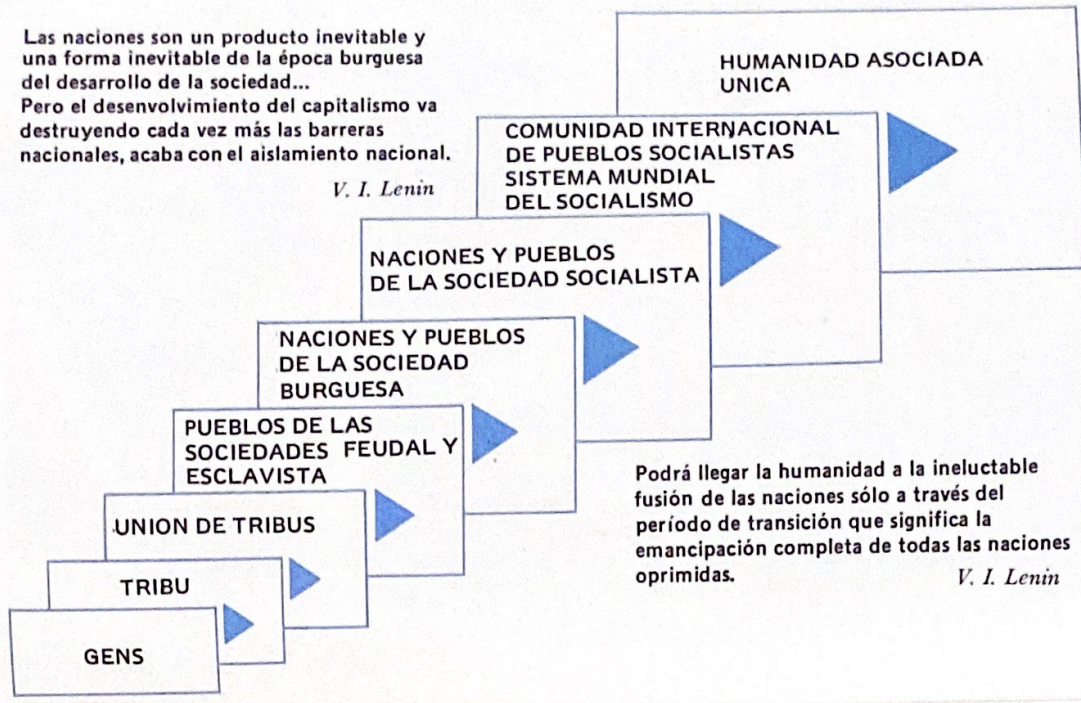 Las naciones son un producto inevitable y
una forma inevitable de la época burguesa
del desarrollo de la sociedad...
Pero el desenvolvimiento del capitalismo va
destruyendo cada vez más las barreras
nacionales, acaba con el aislamiento nacional.
V. I. Lenin
HUMANIDAD ASOCIADA
UNICA
COMUNIDAD INTERNACIONAL
DE PUEBLOS SOCIALISTAS
SISTEMA MUNDIAL
DEL SOCIALISMO
NACIONES Y PUEBLOS
DE LA SOCIEDAD SOCIALISTA
NACIONES Y PUEBLOS
DE LA SOCIEDAD
BURGUESA
PUEBLOS DE LAS
SOCIEDADES FEUDAL Y
ESCLAVISTA
UNION DE TRIBUS
TRIBU
GENS
Podrá llegar la humanidad a la ineluctable
fusión de las naciones sólo a través del
período de transición que significa la
emancipación completa de todas las naciones
oprimidas.
V. I. Lenin